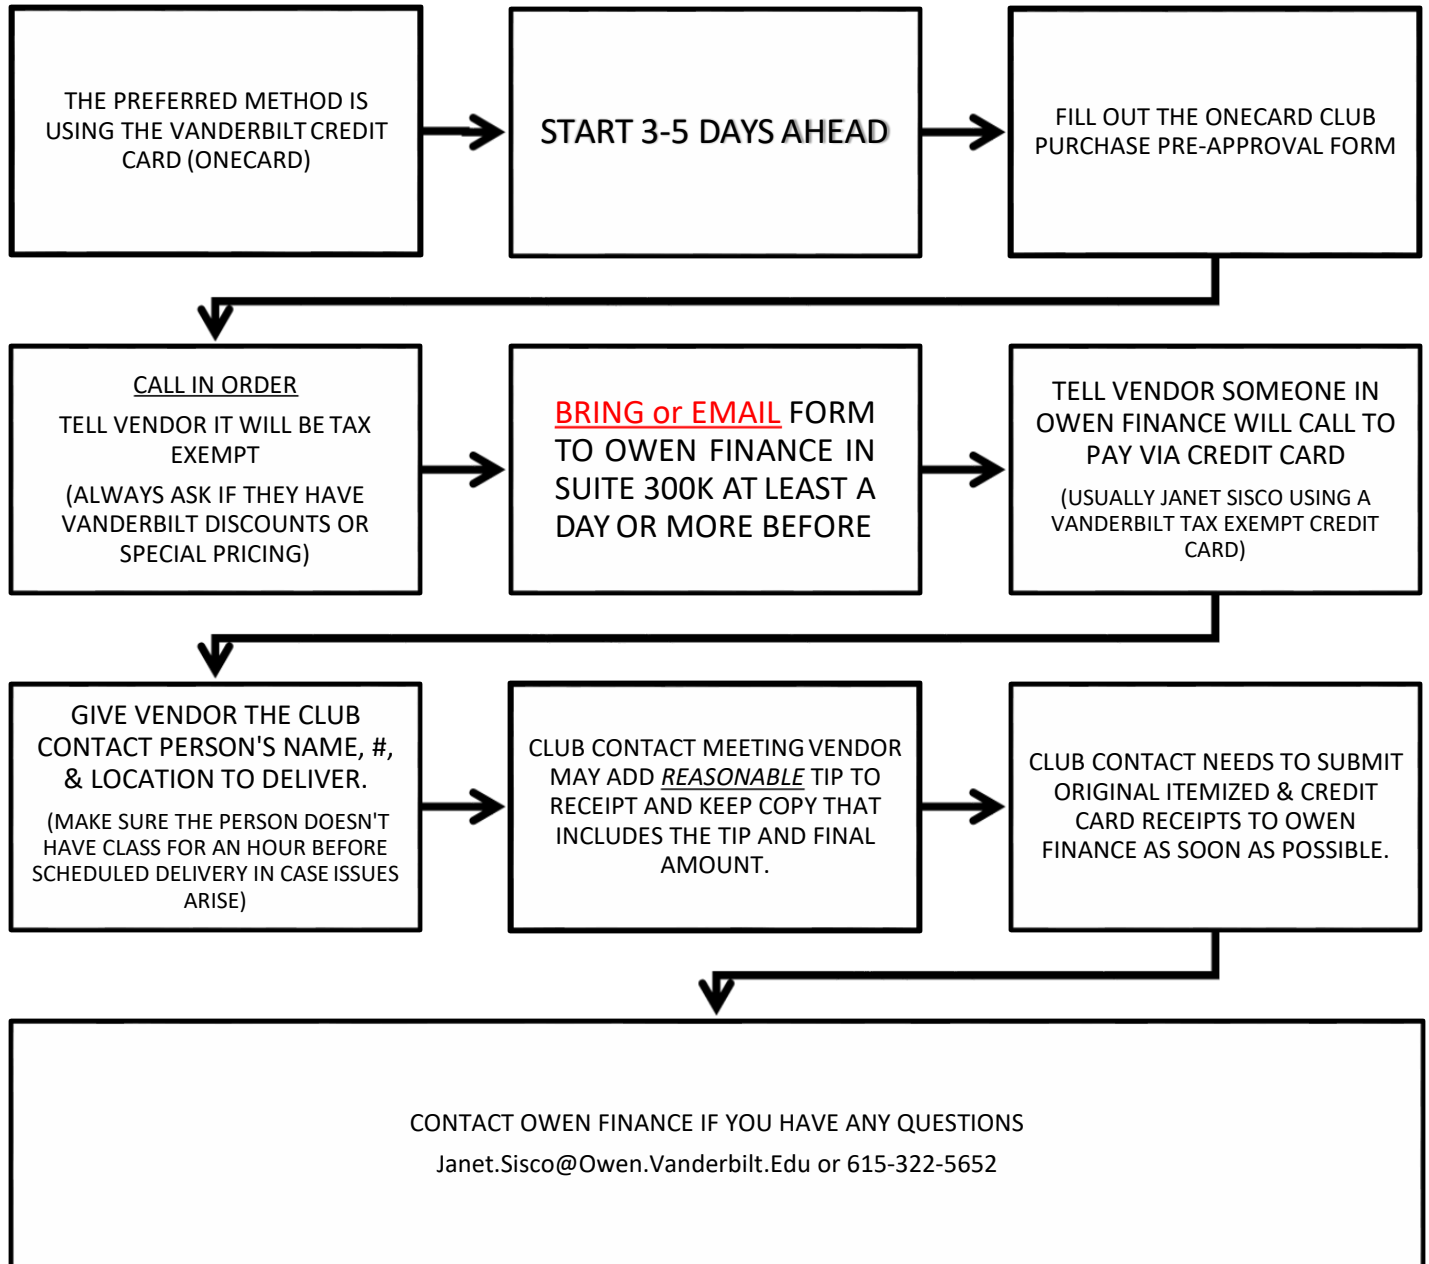 THE PREFERRED METHOD IS
USING THE VANDERBILT CREDIT
CARD (ONECARD)
START 3-5 DAYS AHEAD
FILL OUT THE ONECARD CLUB
PURCHASE PRE-APPROVAL FORM
CALL IN ORDER
TELL VENDOR IT WILL BE TAX
EXEMPT
(ALWAYS ASK IF THEY HAVE
VANDERBILT DISCOUNTS OR
SPECIAL PRICING)
BRING or EMAIL FORM
TO OWEN FINANCE IN
SUITE 300K AT LEAST A
DAY OR MORE BEFORE
TELL VENDOR SOMEONE IN
OWEN FINANCE WILL CALL TO
PAY VIA CREDIT CARD
(USUALLY JANET SISCO USING A
VANDERBILT TAX EXEMPT CREDIT
CARD)
GIVE VENDOR THE CLUB
CONTACT PERSON'S NAME, #,
& LOCATION TO DELIVER.
(MAKE SURE THE PERSON DOESN'T
HAVE CLASS FOR AN HOUR BEFORE
SCHEDULED DELIVERY IN CASE ISSUES
ARISE)
CLUB CONTACT MEETING VENDOR
MAY ADD REASONABLE TIP TO
RECEIPT AND KEEP COPY THAT
INCLUDES THE TIP AND FINAL
AMOUNT.
CLUB CONTACT NEEDS TO SUBMIT
ORIGINAL ITEMIZED & CREDIT
CARD RECEIPTS TO OWEN
FINANCE AS SOON AS POSSIBLE.
CONTACT OWEN FINANCE IF YOU HAVE ANY QUESTIONS
Janet.Sisco@Owen.Vanderbilt.Edu or 615-322-5652